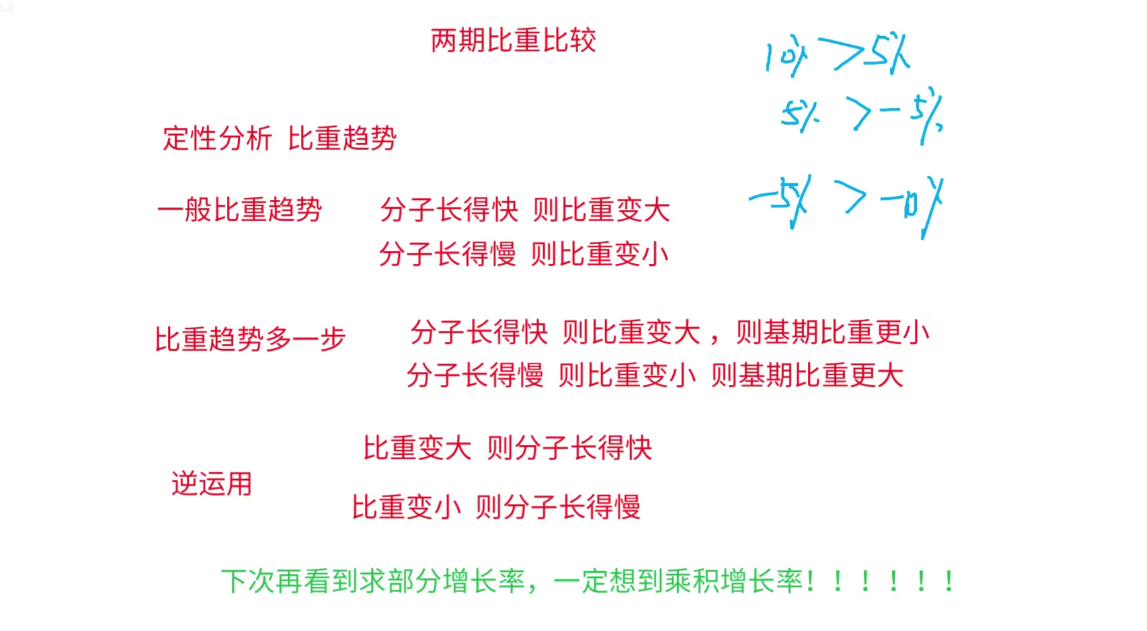 两期比重比较
10% > 5%
5% > -5%
-5% > -10%
定性分析 比重趋势
一般比重趋势
分子长得快 则比重变大
分子长得慢 则比重变小
比重趋势多一步
分子长得快 则比重变大，则基期比重更小
分子长得慢 则比重变小 则基期比重更大
逆运用
比重变大 则分子长得快
比重变小 则分子长得慢
下次再看到求部分增长率，一定想到乘积增长率！！！！！！